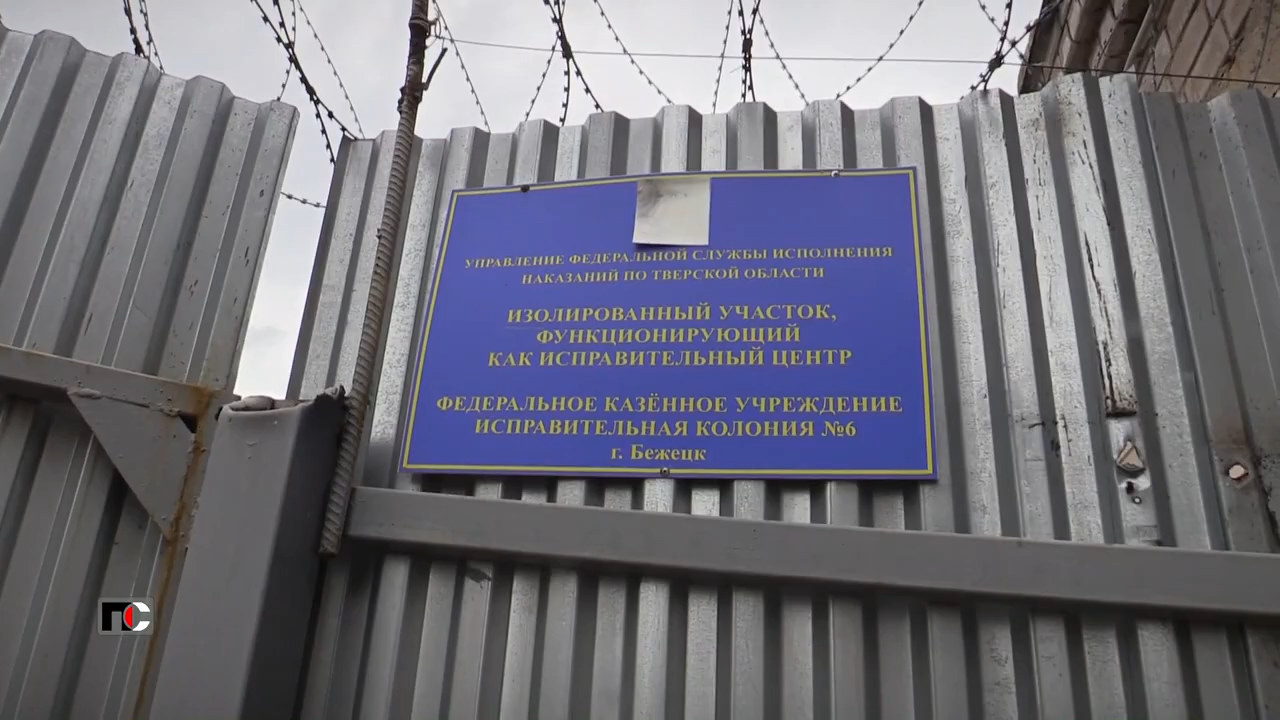 УПРАВЛЕНИЕ ФЕДЕРАЛЬНОЙ СЛУЖБЫ ИСПОЛНЕНИЯ
НАКАЗАНИЙ ПО ТВЕРСКОЙ ОБЛАСТИ
ИЗОЛИРОВАННЫЙ УЧАСТОК,
ФУНКЦИОНИРУЮЩИЙ
КАК ИСПРАВИТЕЛЬНЫЙ ЦЕНТР
ФЕДЕРАЛЬНОЕ КАЗЁННОЕ УЧРЕЖДЕНИЕ
ИСПРАВИТЕЛЬНАЯ КОЛОНИЯ №6
г. Бежецк
ПС